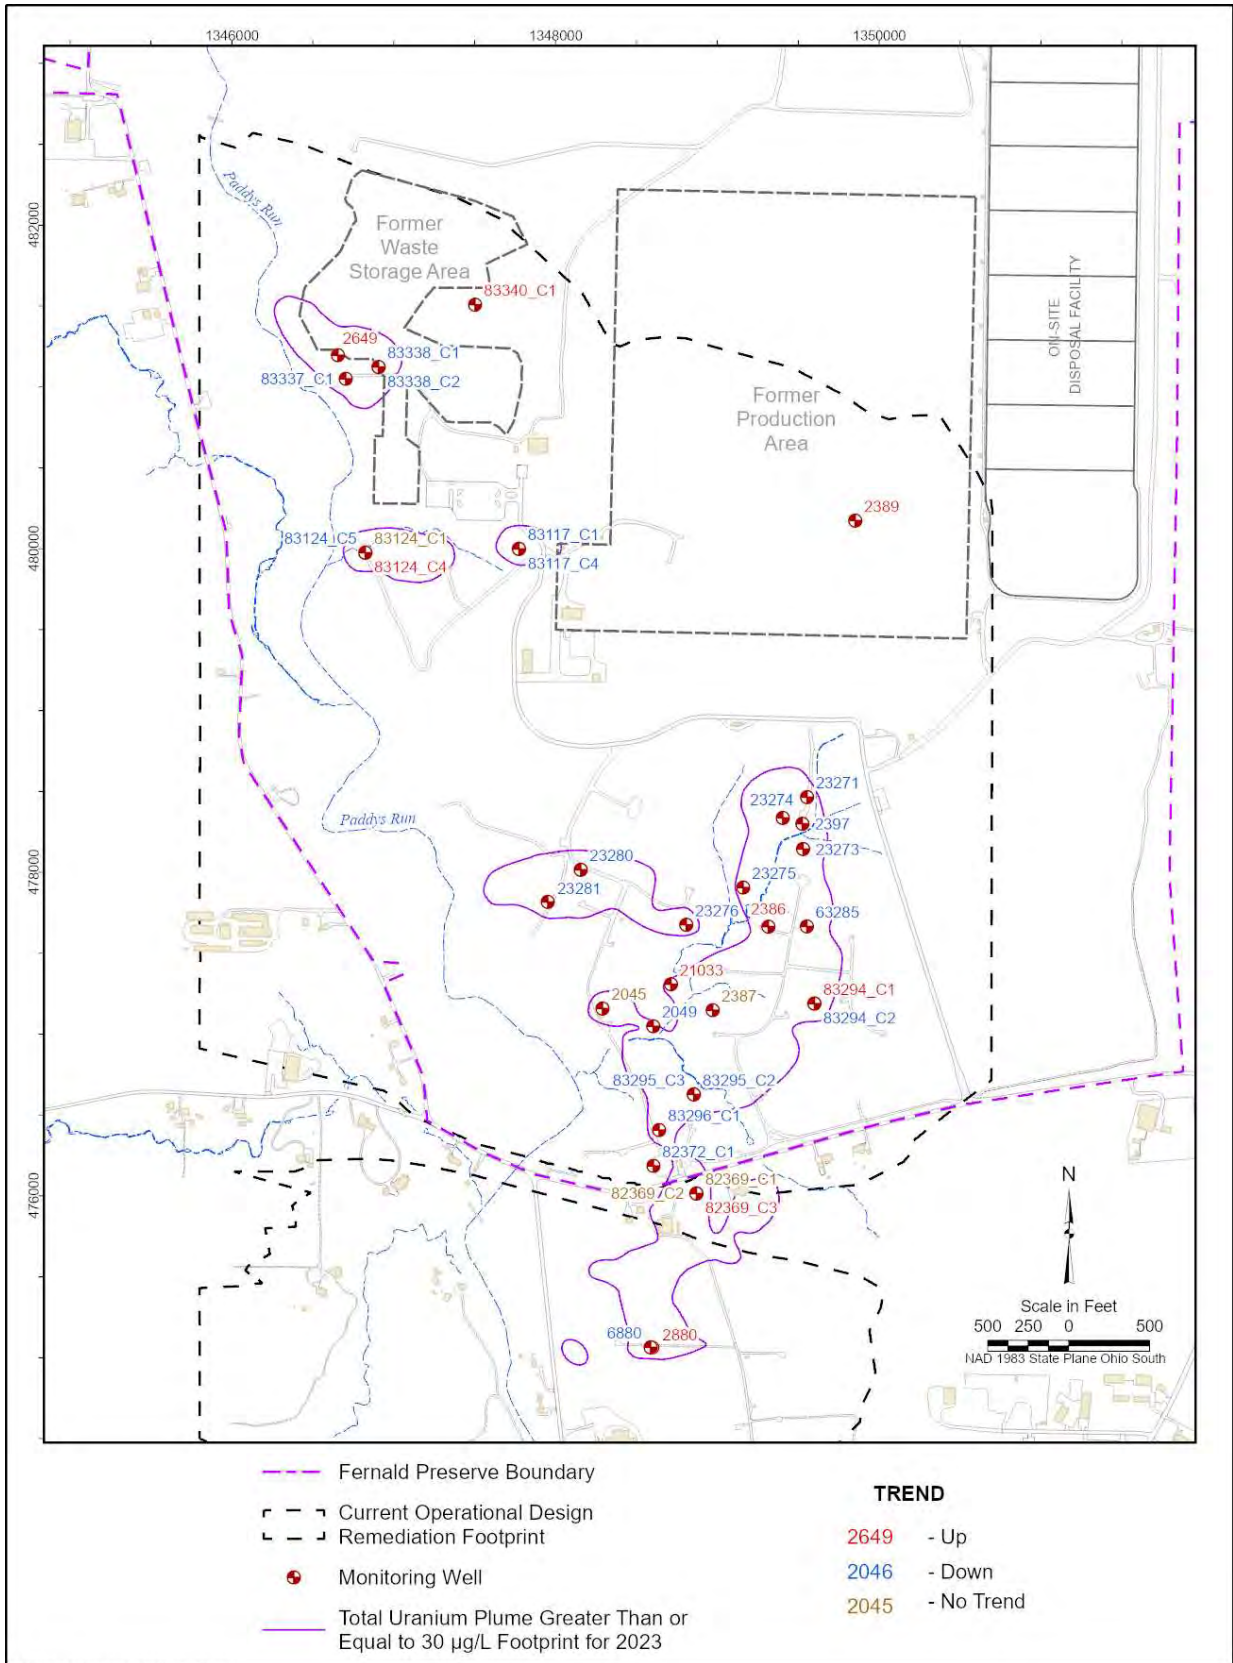 1346000
1348000
1350000
482000
480000
478000
476000
Paddys Run
Former
Waste
Storage Area
83340_C1
2649
83338_C1
83337_C1
83338_C2
Former
Production
Area
ON-SITE
DISPOSAL FACILITY
2389
83124_C5
83124_C1
83124_C4
83117_C1
83117_C4
Paddys Run
23271
23274
2397
23273
23280
23275
23281
23276
2386
63285
21033
2045
2387
83294_C1
2049
83294_C2
83295_C3
83295_C2
83296_C1
82372_C1
82369_C1
82369_C2
82369_C3
6880
2880
N
Scale in Feet
500 250 0 500
NAD 1983 State Plane Ohio South
Fernald Preserve Boundary
Current Operational Design
Remediation Footprint
Monitoring Well
Total Uranium Plume Greater Than or
Equal to 30 µg/L Footprint for 2023
TREND
2649 - Up
2046 - Down
2045 - No Trend